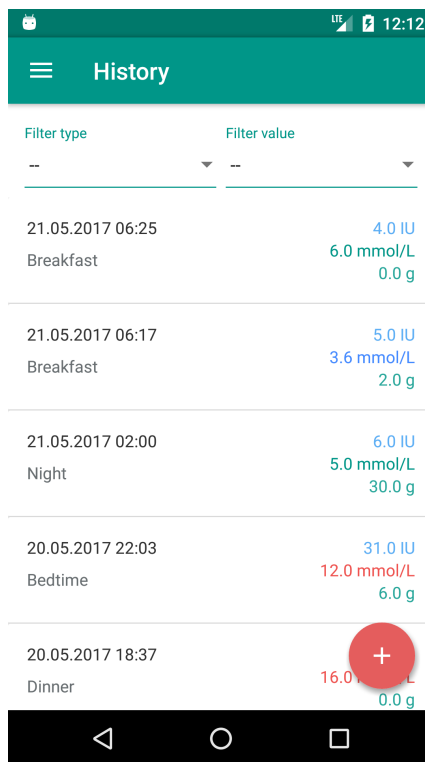 LTE 12:12
History
Filter type Filter value
-- --
21.05.2017 06:25 4.0 IU
6.0 mmol/L
Breakfast
0.0 g
21.05.2017 06:17 5.0 IU
3.6 mmol/L
Breakfast
2.0 g
21.05.2017 02:00 6.0 IU
5.0 mmol/L
Night
30.0 g
20.05.2017 22:03 31.0 IU
12.0 mmol/L
Bedtime
6.0 g
20.05.2017 18:37 +
16.0
Dinner
0.0 g